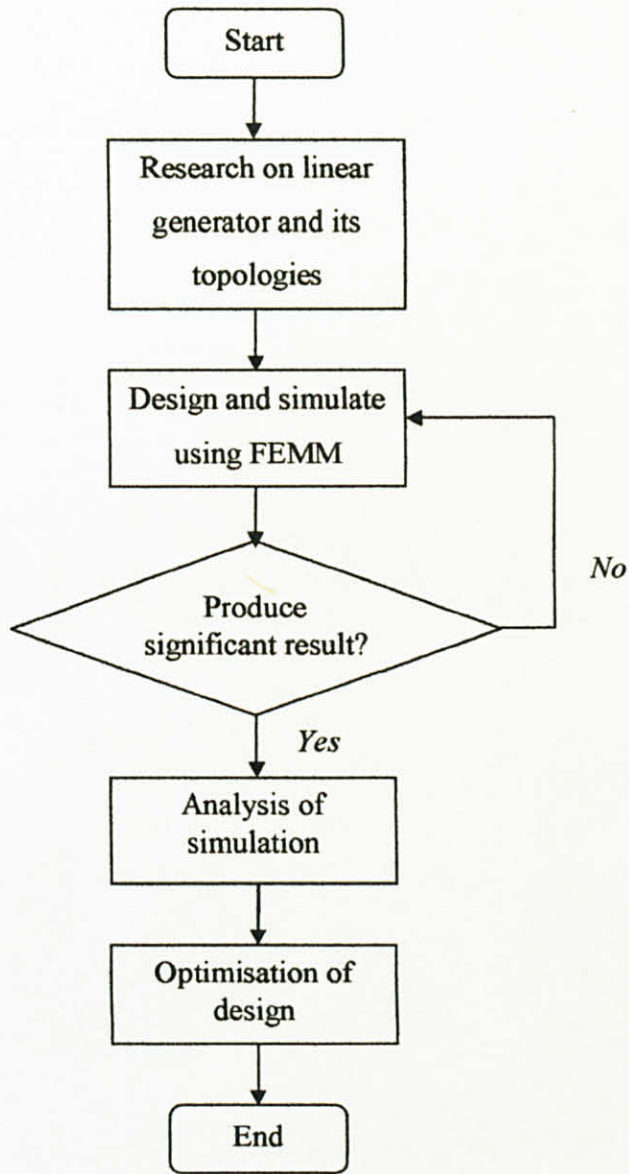 Start
Research on linear
generator and its
topologies
Design and simulate
using FEMM
No
Produce
significant result?
Yes
Analysis of
simulation
Optimisation of
design
End